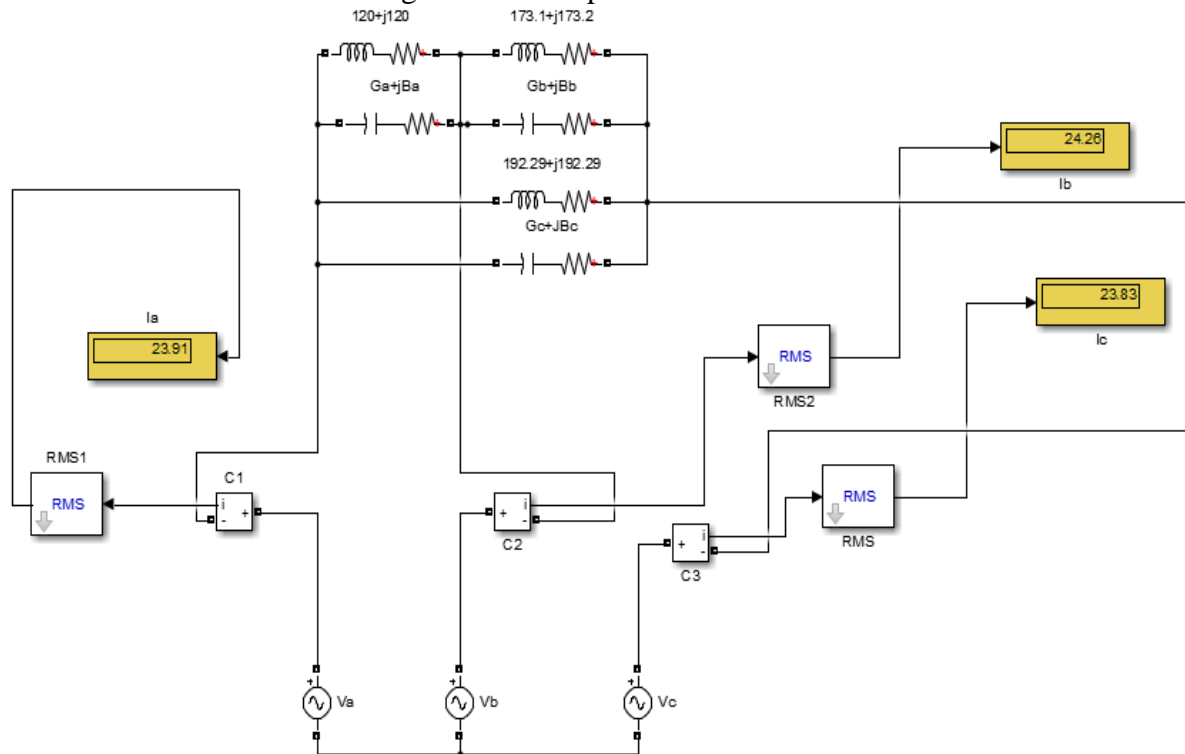 120+j120
173.1+j173.2
Ga+jBa
Gb+jBb
192.29+j192.29
Gc+JBc
24.26
Ib
23.83
Ic
Ia
23.91
RMS
RMS2
RMS1
RMS
C1
i
-
+
+
i
-
C2
RMS
RMS
+
i
-
C3
+
Va
+
Vb
+
Vc